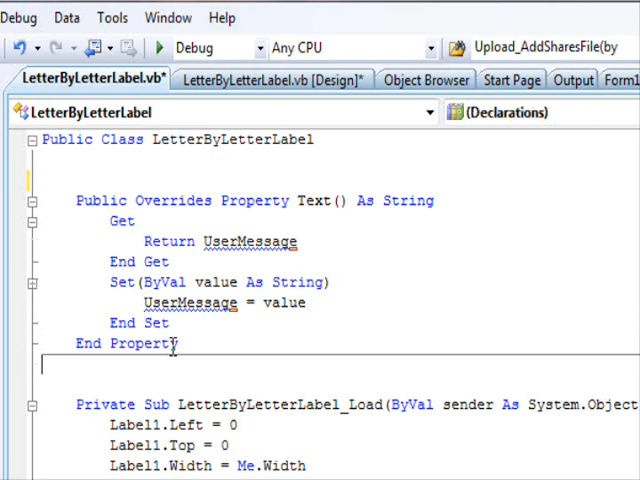 Debug Data Tools Window Help
Debug Any CPU Upload_AddSharesFile(by
LetterByLetterLabel.vb* LetterByLetterLabel.vb [Design]* Object Browser Start Page Output Form1
LetterByLetterLabel (Declarations)
Public Class LetterByLetterLabel
Public Overrides Property Text() As String
Get
Return UserMessage
End Get
Set(ByVal value As String)
UserMessage = value
End Set
End Property
Private Sub LetterByLetterLabel_Load(ByVal sender As System.Object
Label1.Left = 0
Label1.Top = 0
Label1.Width = Me.Width